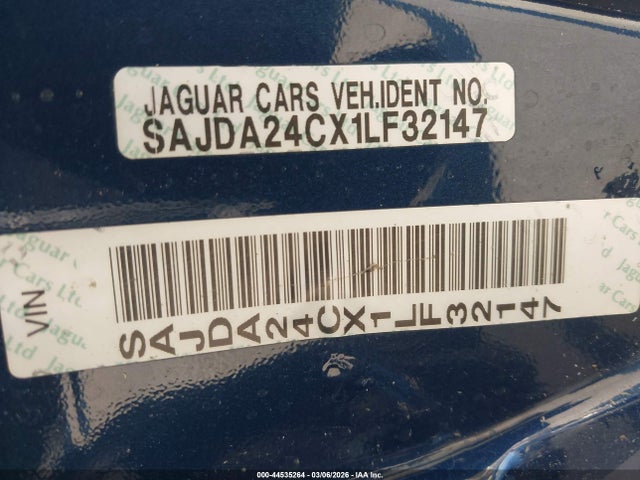 JAGUAR CARS VEH.IDENT NO.
SAJDA24CX1LF32147
VIN
SAJDA24CX1LF32147
000-44535264 - 03/06/2026 - IAA Inc.